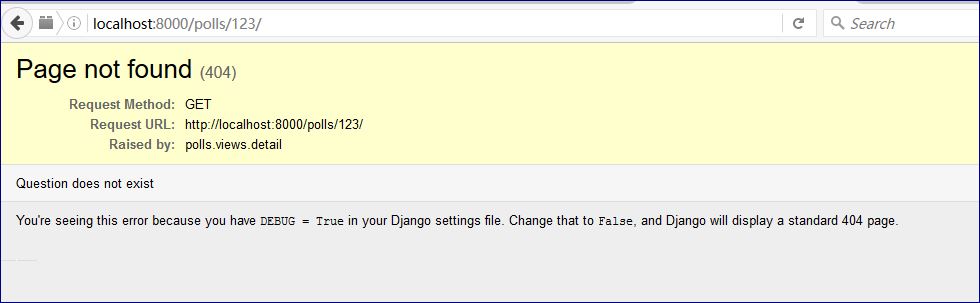 localhost:8000/polls/123/
Search
Page not found (404)
Request Method: GET
Request URL: http://localhost:8000/polls/123/
Raised by: polls.views.detail
Question does not exist
You're seeing this error because you have DEBUG = True in your Django settings file. Change that to False, and Django will display a standard 404 page.